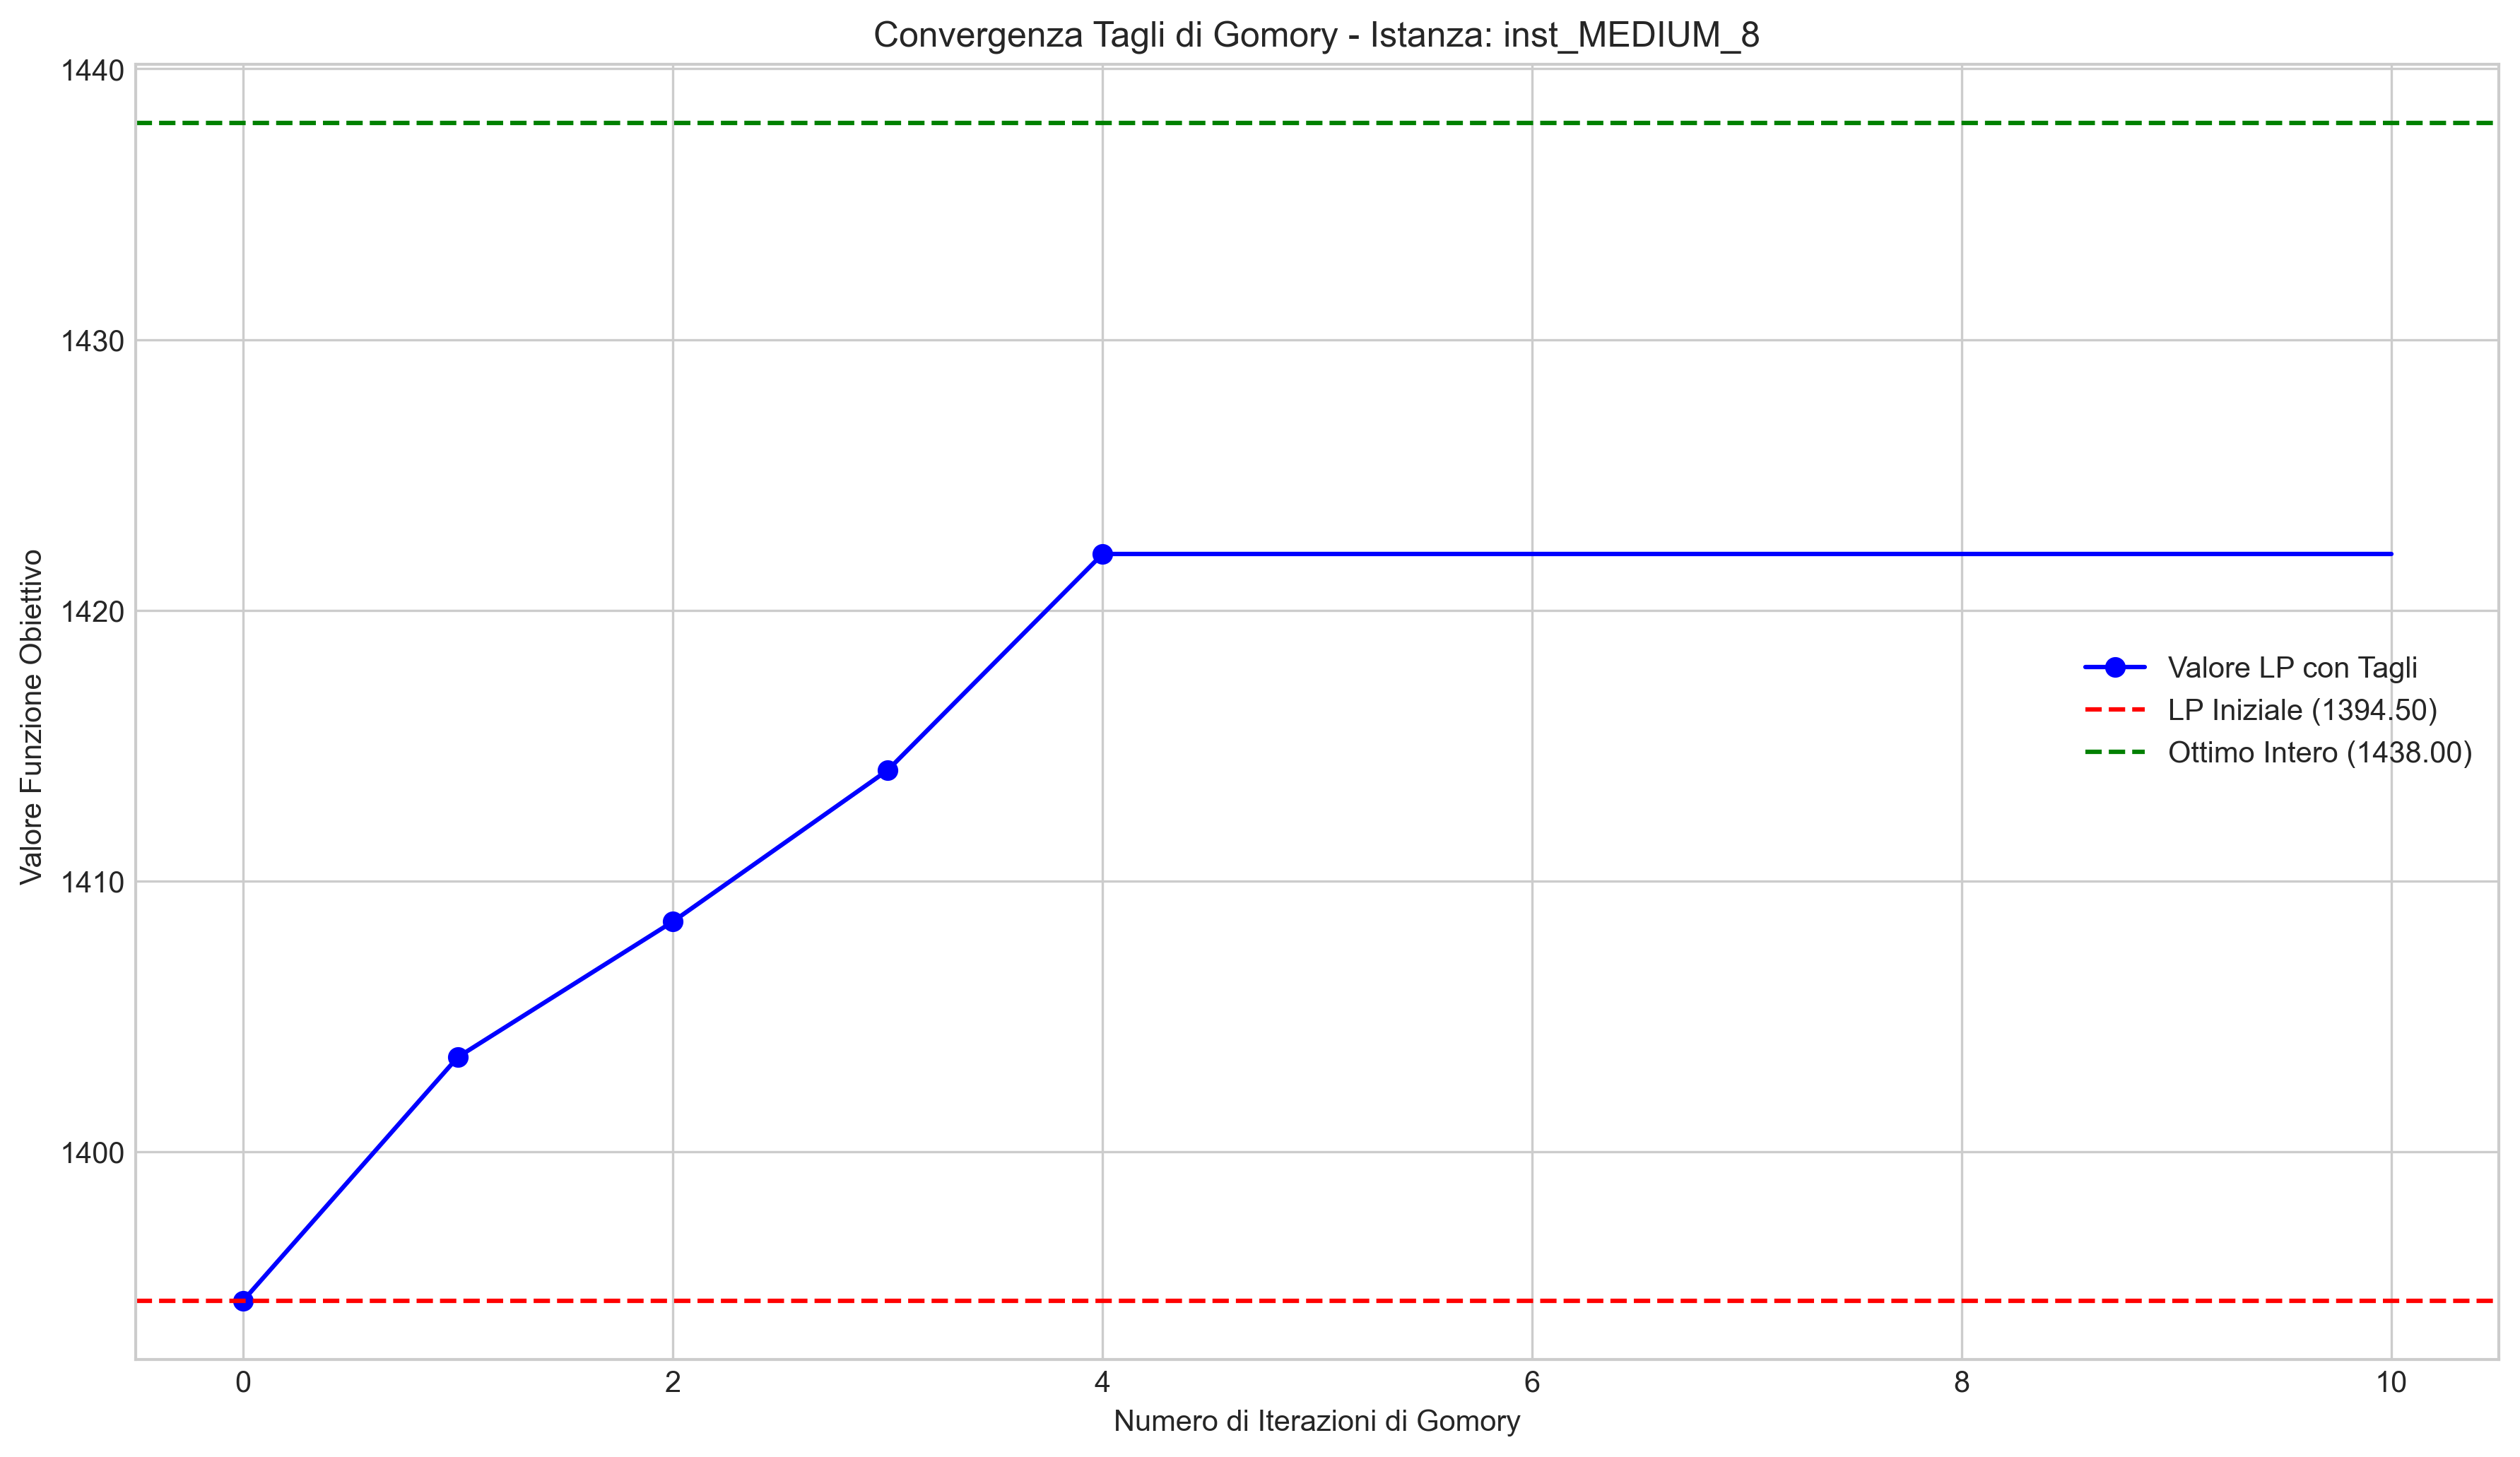 Convergenza Tagli di Gomory - Istanza: inst_MEDIUM_8
1440
1430
1420
1410
1400
Valore Funzione Obiettivo
Valore LP con Tagli
LP Iniziale (1394.50)
Ottimo Intero (1438.00)
0 2 4 6 8 10
Numero di Iterazioni di Gomory